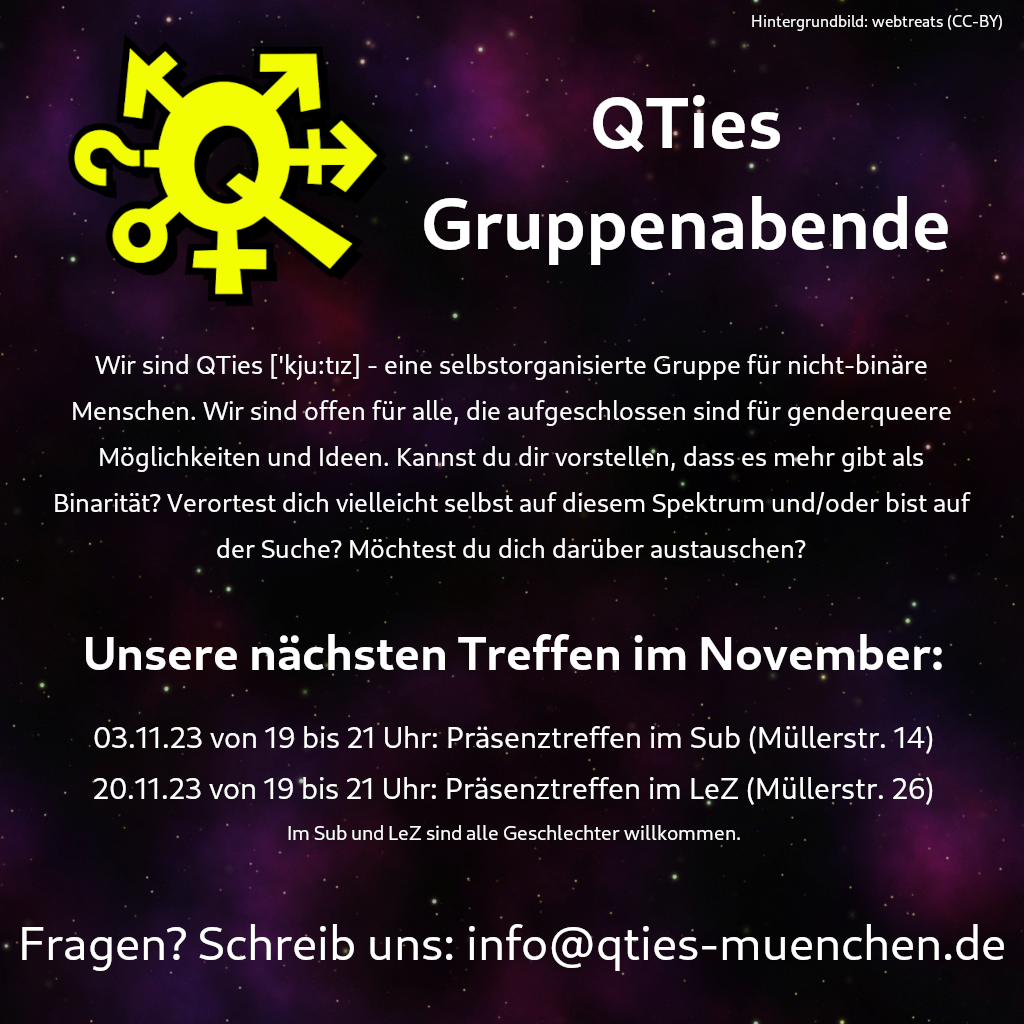 Hintergrundbild: webtreats (CC-BY)
QTies
Gruppenabende
Wir sind QTies ['kju:tɪz] - eine selbstorganisierte Gruppe für nicht-binäre
Menschen. Wir sind offen für alle, die aufgeschlossen sind für genderqueere
Möglichkeiten und Ideen. Kannst du dir vorstellen, dass es mehr gibt als
Binarität? Verortest dich vielleicht selbst auf diesem Spektrum und/oder bist auf
der Suche? Möchtest du dich darüber austauschen?
Unsere nächsten Treffen im November:
03.11.23 von 19 bis 21 Uhr: Präsenztreffen im Sub (Müllerstr. 14)
20.11.23 von 19 bis 21 Uhr: Präsenztreffen im LeZ (Müllerstr. 26)
Im Sub und LeZ sind alle Geschlechter willkommen.
Fragen? Schreib uns: info@qties-muenchen.de